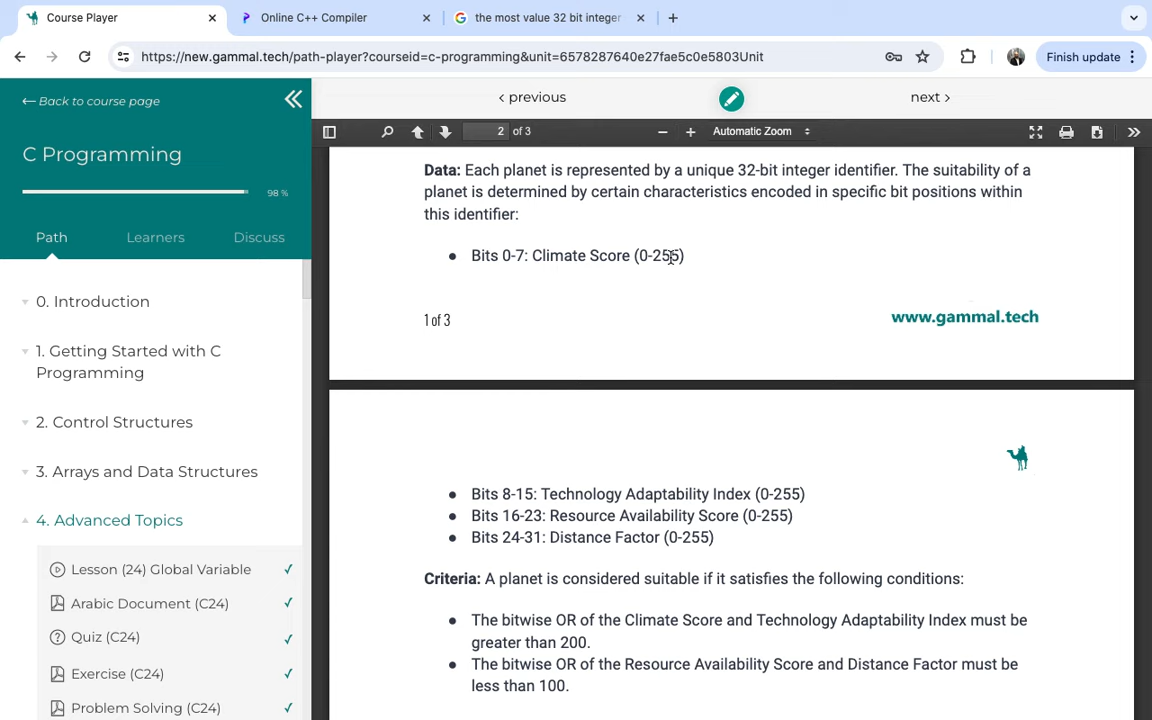 Course Player
Online C++ Compiler
the most value 32 bit integer
https://new.gammal.tech/path-player?courseid=c-programming&unit=6578287640e27fae5c0e5803Unit
Finish update
Back to course page
C Programming
98 %
Path Learners Discuss
0. Introduction
1. Getting Started with C
Programming
2. Control Structures
3. Arrays and Data Structures
4. Advanced Topics
Lesson (24) Global Variable
Arabic Document (C24)
Quiz (C24)
Exercise (C24)
Problem Solving (C24)
< previous
next >
2 of 3
Automatic Zoom
Data: Each planet is represented by a unique 32-bit integer identifier. The suitability of a
planet is determined by certain characteristics encoded in specific bit positions within
this identifier:
● Bits 0-7: Climate Score (0-255)
1 of 3
www.gammal.tech
● Bits 8-15: Technology Adaptability Index (0-255)
● Bits 16-23: Resource Availability Score (0-255)
● Bits 24-31: Distance Factor (0-255)
Criteria: A planet is considered suitable if it satisfies the following conditions:
● The bitwise OR of the Climate Score and Technology Adaptability Index must be
greater than 200.
● The bitwise OR of the Resource Availability Score and Distance Factor must be
less than 100.